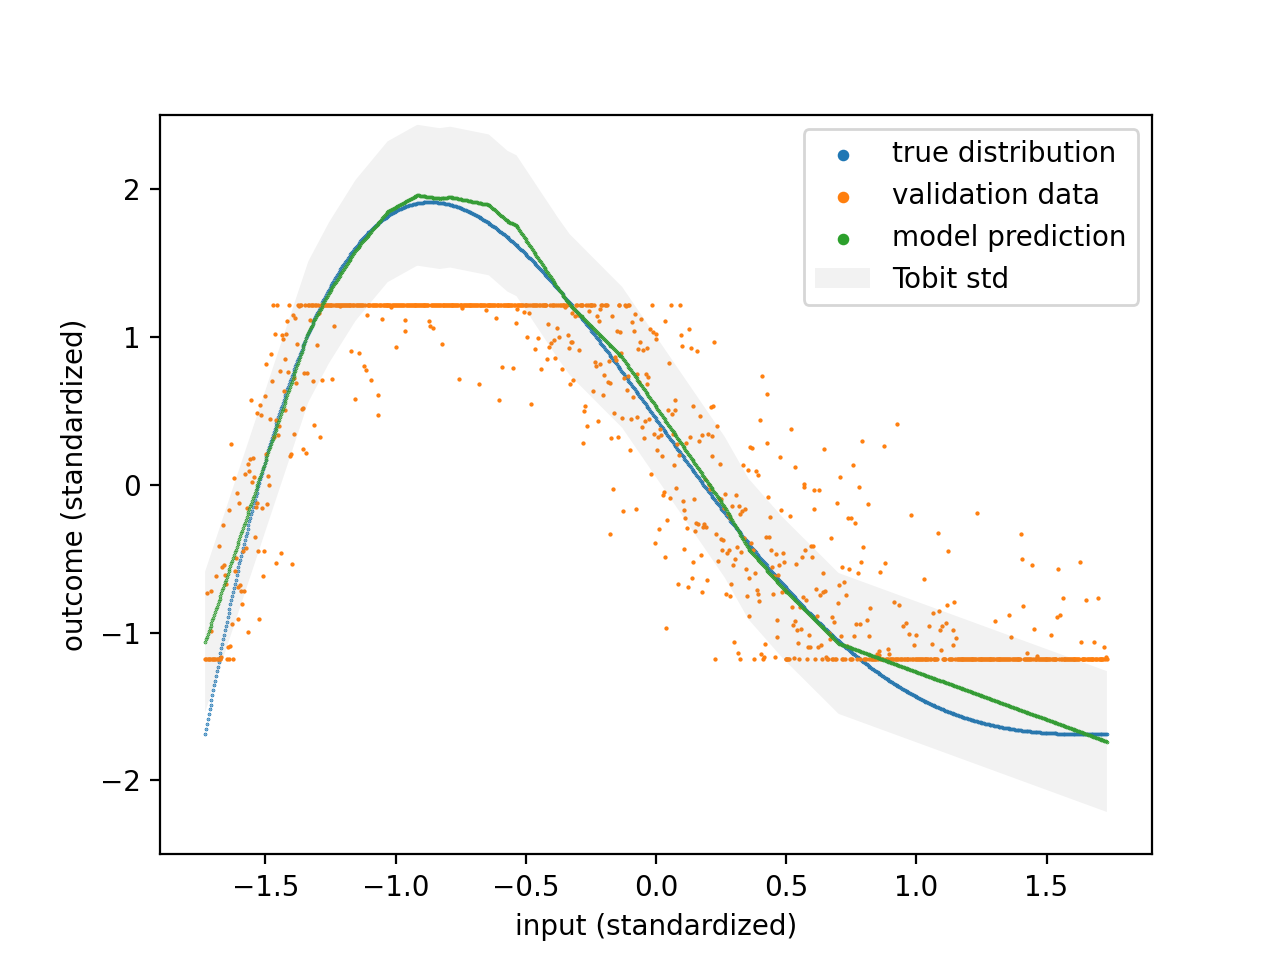 true distribution
validation data
model prediction
Tobit std
outcome (standardized)
2
1
0
−1
−2
−1.5 −1.0 −0.5 0.0 0.5 1.0 1.5
input (standardized)